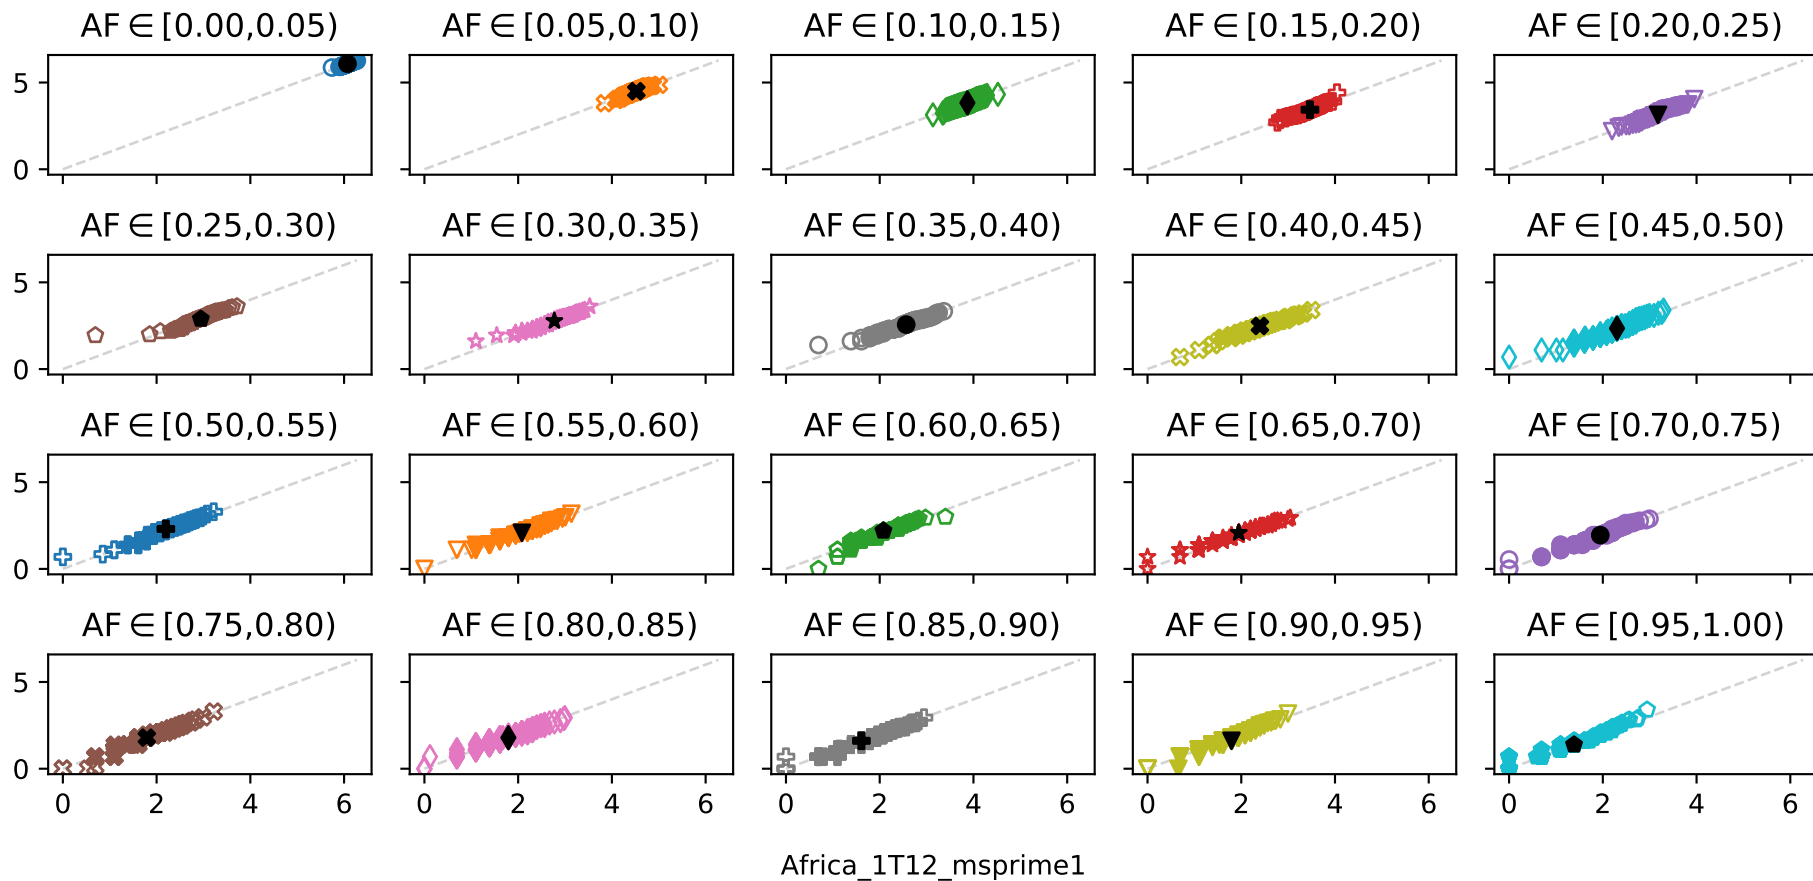 AF ∈ [0.00,0.05) AF ∈ [0.05,0.10) AF ∈ [0.10,0.15) AF ∈ [0.15,0.20) AF ∈ [0.20,0.25)
5
0
AF ∈ [0.25,0.30) AF ∈ [0.30,0.35) AF ∈ [0.35,0.40) AF ∈ [0.40,0.45) AF ∈ [0.45,0.50)
5
0
AF ∈ [0.50,0.55) AF ∈ [0.55,0.60) AF ∈ [0.60,0.65) AF ∈ [0.65,0.70) AF ∈ [0.70,0.75)
5
0
AF ∈ [0.75,0.80) AF ∈ [0.80,0.85) AF ∈ [0.85,0.90) AF ∈ [0.90,0.95) AF ∈ [0.95,1.00)
5
0
0 2 4 6 0 2 4 6 0 2 4 6 0 2 4 6 0 2 4 6
Africa_1T12_msprime1